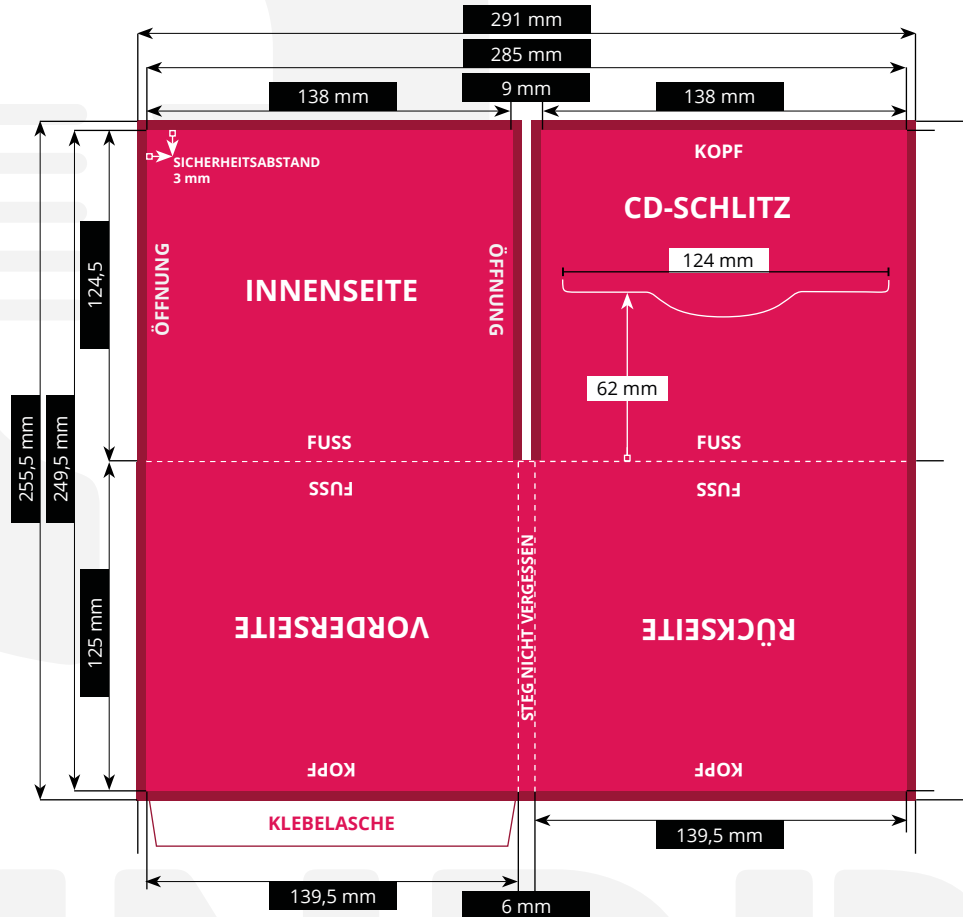 291 mm
285 mm
9 mm
138 mm
138 mm
SICHERHEITSABSTAND
3 mm
KOPF
CD-SCHLITZ
124 mm
124,5
ÖFFNUNG
INNENSEITE
ÖFFNUNG
62 mm
255,5 mm
249,5 mm
FUSS
FUSS
FUSS
FUSS
125 mm
VORDERSEITE
STEG NICHT VERGESSEN
RÜCKSEITE
KOPF
KOPF
KLEBELASCHE
139,5 mm
139,5 mm
6 mm